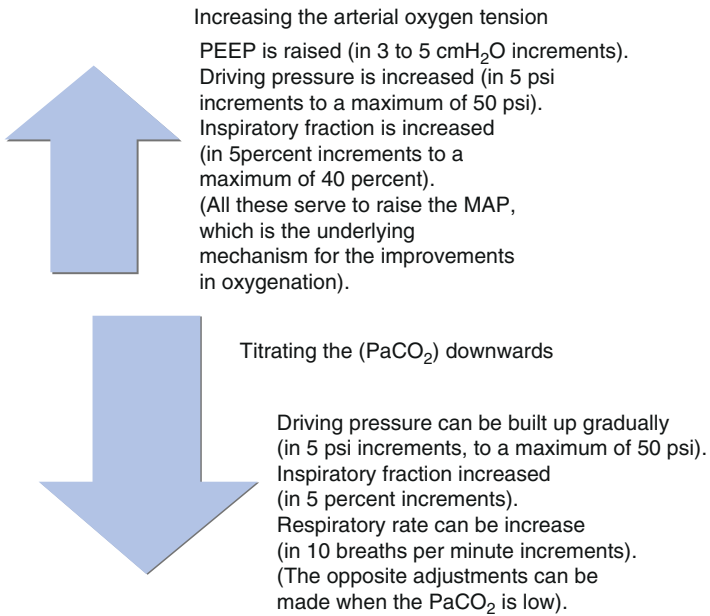 Increasing the arterial oxygen tension
PEEP is raised (in 3 to 5 cmH₂O increments).
Driving pressure is increased (in 5 psi
increments to a maximum of 50 psi).
Inspiratory fraction is increased
(in 5percent increments to a
maximum of 40 percent).
(All these serve to raise the MAP,
which is the underlying
mechanism for the improvements
in oxygenation).
Titrating the (PaCO₂) downwards
Driving pressure can be built up gradually
(in 5 psi increments, to a maximum of 50 psi).
Inspiratory fraction increased
(in 5 percent increments).
Respiratory rate can be increase
(in 10 breaths per minute increments).
(The opposite adjustments can be
made when the PaCO₂ is low).